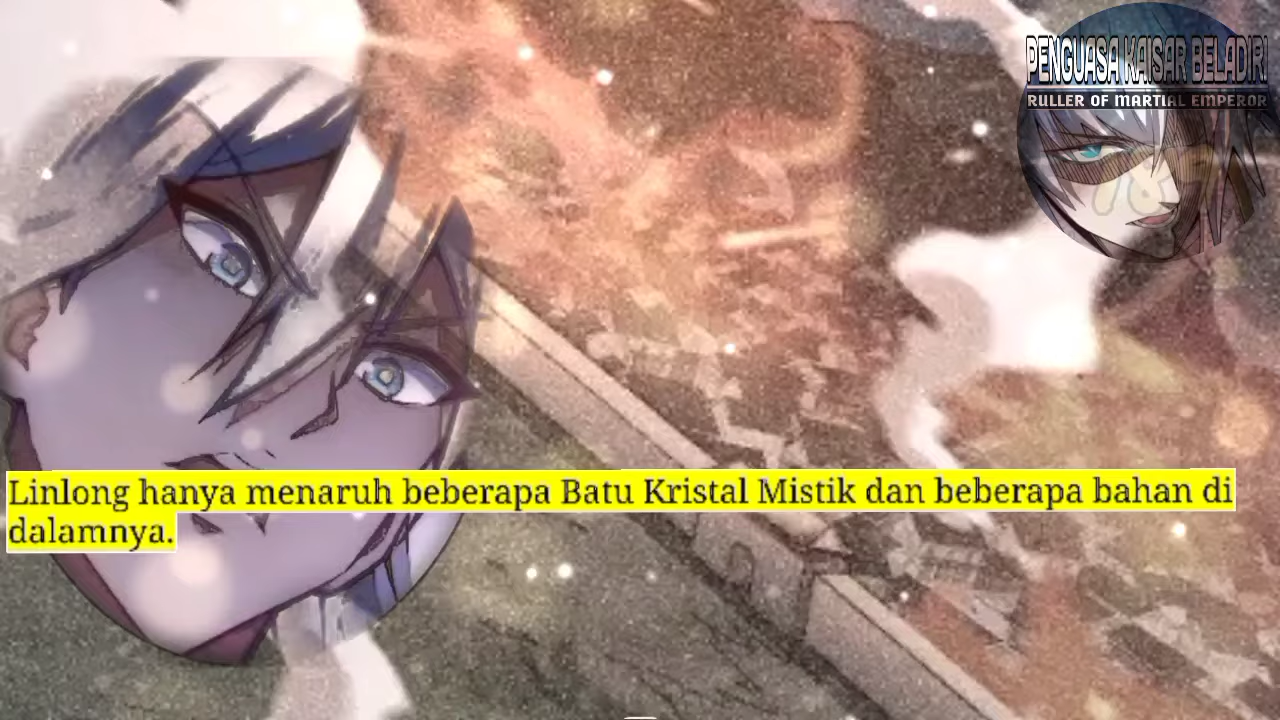 PENGUASA KAISAR BELADIRI
RULLER OF MARTIAL EMPEROR
Linlong hanya menaruh beberapa Batu Kristal Mistik dan beberapa bahan di
dalamnya.